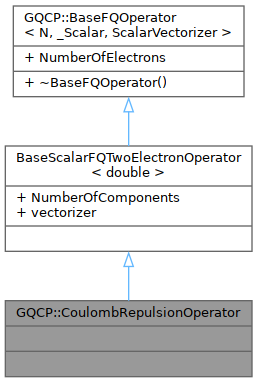 GQCP::BaseFQOperator
< N, _Scalar, ScalarVectorizer >
+ NumberOfElectrons
+ ~BaseFQOperator()
BaseScalarFQTwoElectronOperator
< double >
+ NumberOfComponents
+ vectorizer
GQCP::CoulombRepulsionOperator